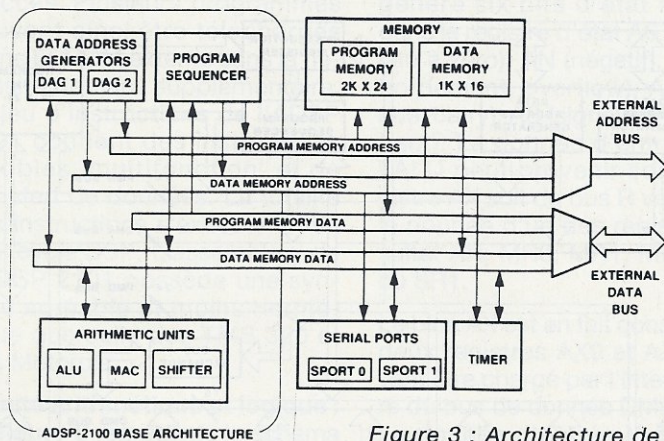 DATA ADDRESS
GENERATORS
DAG 1
DAG 2
PROGRAM
SEQUENCER
MEMORY
PROGRAM
MEMORY
2K X 24
DATA
MEMORY
1K X 16
EXTERNAL
ADDRESS
BUS
PROGRAM MEMORY ADDRESS
DATA MEMORY ADDRESS
PROGRAM MEMORY DATA
DATA MEMORY DATA
EXTERNAL
DATA
BUS
ARITHMETIC UNITS
ALU
MAC
SHIFTER
SERIAL PORTS
SPORT 0
SPORT 1
TIMER
ADSP-2100 BASE ARCHITECTURE
Figure 3 : Architecture de